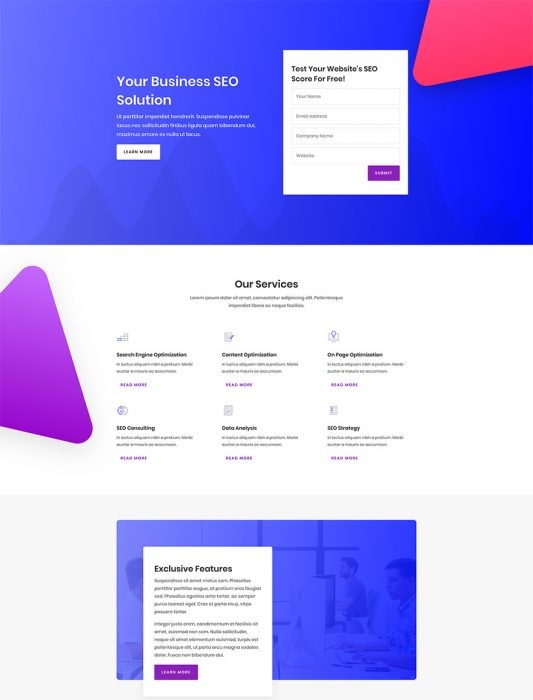 Your Business SEO
Solution
Ut porttitor imperdiet hendrerit. Suspendisse pulvinar
lacus nec sollicitudin finibus ligula quam bibendum dui,
maximus ornare ex nulla ut lacus.
LEARN MORE
Test Your Website's SEO
Score For Free!
Your Name
Email Address
Company Name
Website
SUBMIT
Our Services
Lorem ipsum dolor sit amet, consectetur adipiscing elit. Pellentesque
imperdiet libero eu augue facilisis.
Search Engine Optimization
In luctus aliquam nibh a pretium. Morbi
auctor a mauris ac accumsan.
READ MORE
Content Optimization
In luctus aliquam nibh a pretium. Morbi
auctor a mauris ac accumsan.
READ MORE
On Page Optimization
In luctus aliquam nibh a pretium. Morbi
auctor a mauris ac accumsan.
READ MORE
SEO Consulting
In luctus aliquam nibh a pretium. Morbi
auctor a mauris ac accumsan.
READ MORE
Data Analysis
In luctus aliquam nibh a pretium. Morbi
auctor a mauris ac accumsan.
READ MORE
SEO Strategy
In luctus aliquam nibh a pretium. Morbi
auctor a mauris ac accumsan.
READ MORE
Exclusive Features
Suspendisse sit amet metus sem. Phasellus
porttitor porttitor augue, at pretium eros feugiat
sed. Phasellus egestas ante tortor, ac semper
purus laoreet eget. Cras et porta risus, vitae
posuere tortor.
Integer justo enim, condimentum at facilisis sit
amet, euismod non sem. Nulla sollicitudin,
neque sit amet elementum euismod, turpis est
pellentesque elit, ut porta arcu magna sodales
dolor. Fusce non bibendum dui.
LEARN MORE